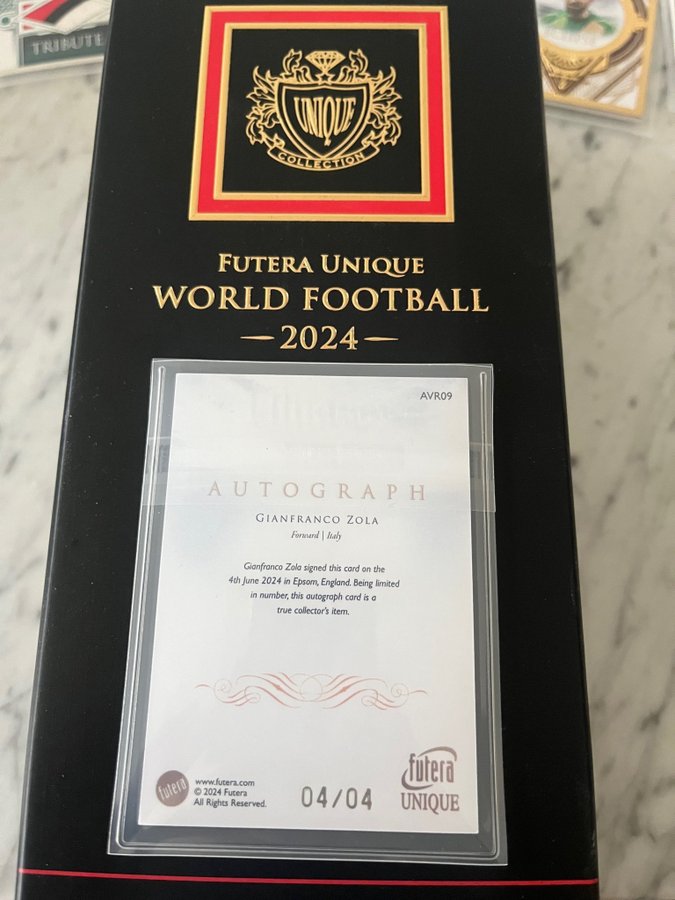 TRIBUTE
UNIQUE
COLLECTION
FUTERA UNIQUE
WORLD FOOTBALL
—2024—
AVR09
AUTOGRAPH
GIANFRANCO ZOLA
Forward | Italy
Gianfranco Zola signed this card on the
4th June 2024 in Epsom, England. Being limited
in number, this autograph card is a
true collector's item.
futera
www.futera.com
© 2024 Futera
All Rights Reserved.
04/04
futera
UNIQUE